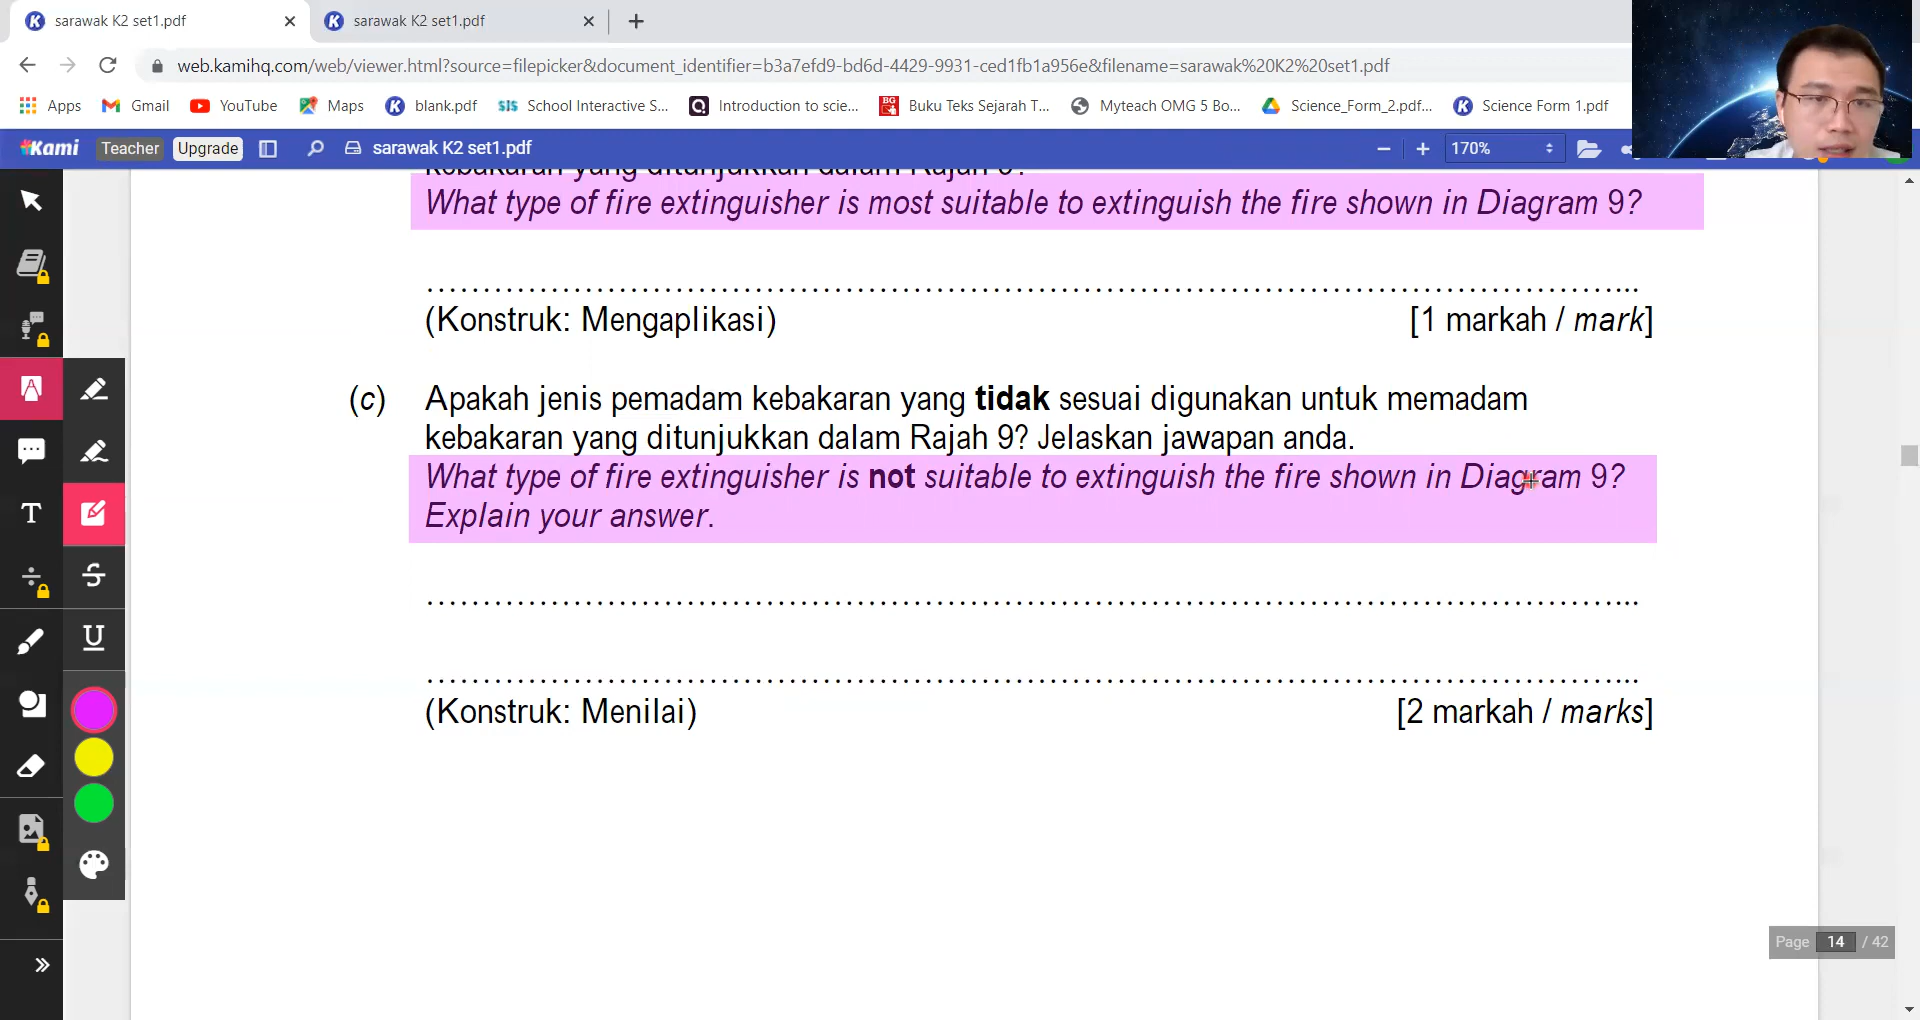 sarawak K2 set1.pdf
sarawak K2 set1.pdf
web.kamihq.com/web/viewer.html?source=filepicker&document_identifier=b3a7efd9-bd6d-4429-9931-ced1fb1a956e&filename=sarawak%20K2%20set1.pdf
Apps Gmail YouTube Maps blank.pdf School Interactive S... Introduction to scie... Buku Teks Sejarah T... Myteach OMG 5 Bo... Science_Form_2.pdf... Science Form 1.pdf
Kami Teacher Upgrade sarawak K2 set1.pdf 170%
kebakaran yang ditunjukkan dalam Rajah 9?
What type of fire extinguisher is most suitable to extinguish the fire shown in Diagram 9?
(Konstruk: Mengaplikasi) [1 markah / mark]
(c) Apakah jenis pemadam kebakaran yang tidak sesuai digunakan untuk memadam
kebakaran yang ditunjukkan dalam Rajah 9? Jelaskan jawapan anda.
What type of fire extinguisher is not suitable to extinguish the fire shown in Diagram 9?
Explain your answer.
(Konstruk: Menilai) [2 markah / marks]
Page 14 / 42